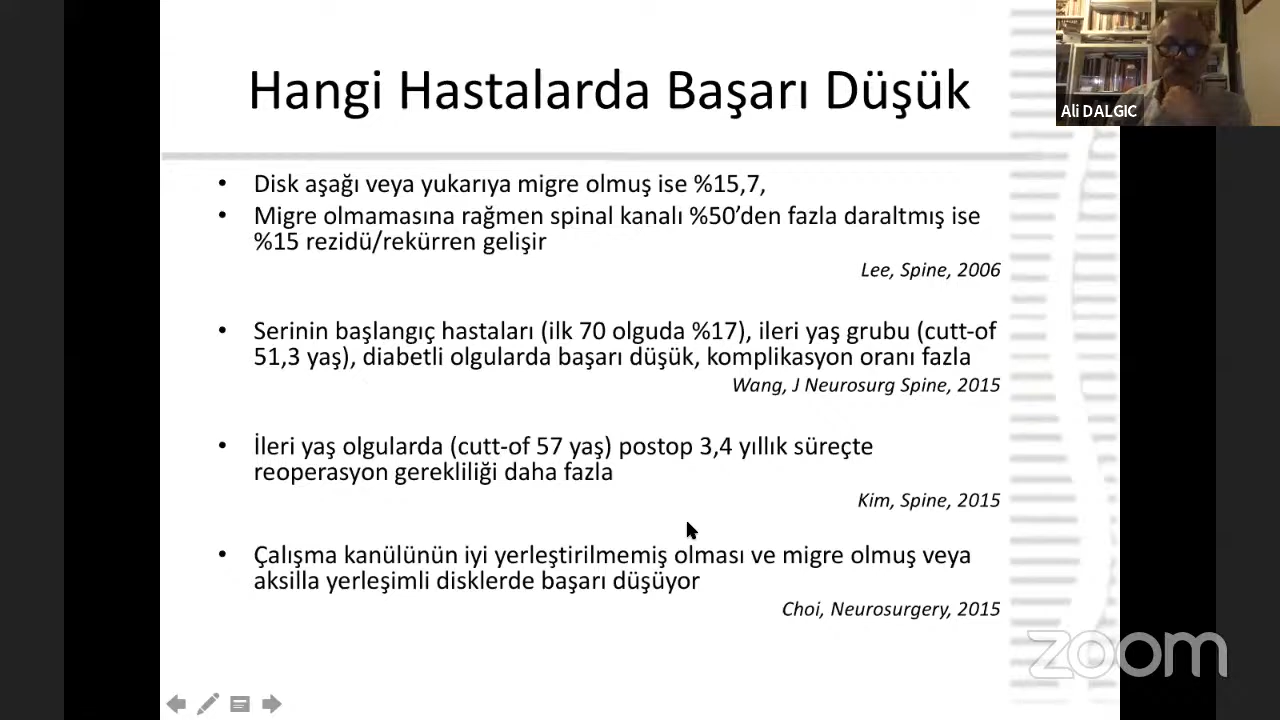 Hangi Hastalarda Başarı Düşük
Ali DALGIC
• Disk aşağı veya yukarıya migre olmuş ise %15,7,
• Migre olmamasına rağmen spinal kanalı %50’den fazla daraltmış ise
%15 rezidü/rekürren gelişir
Lee, Spine, 2006
• Serinin başlangıç hastaları (ilk 70 olguda %17), ileri yaş grubu (cutt-of
51,3 yaş), diabetli olgularda başarı düşük, komplikasyon oranı fazla
Wang, J Neurosurg Spine, 2015
• İleri yaş olgularda (cutt-of 57 yaş) postop 3,4 yıllık süreçte
reoperasyon gerekliliği daha fazla
Kim, Spine, 2015
• Çalışma kanülünün iyi yerleştirilmemiş olması ve migre olmuş veya
aksilla yerleşimli disklerde başarı düşüyor
Choi, Neurosurgery, 2015
zoom